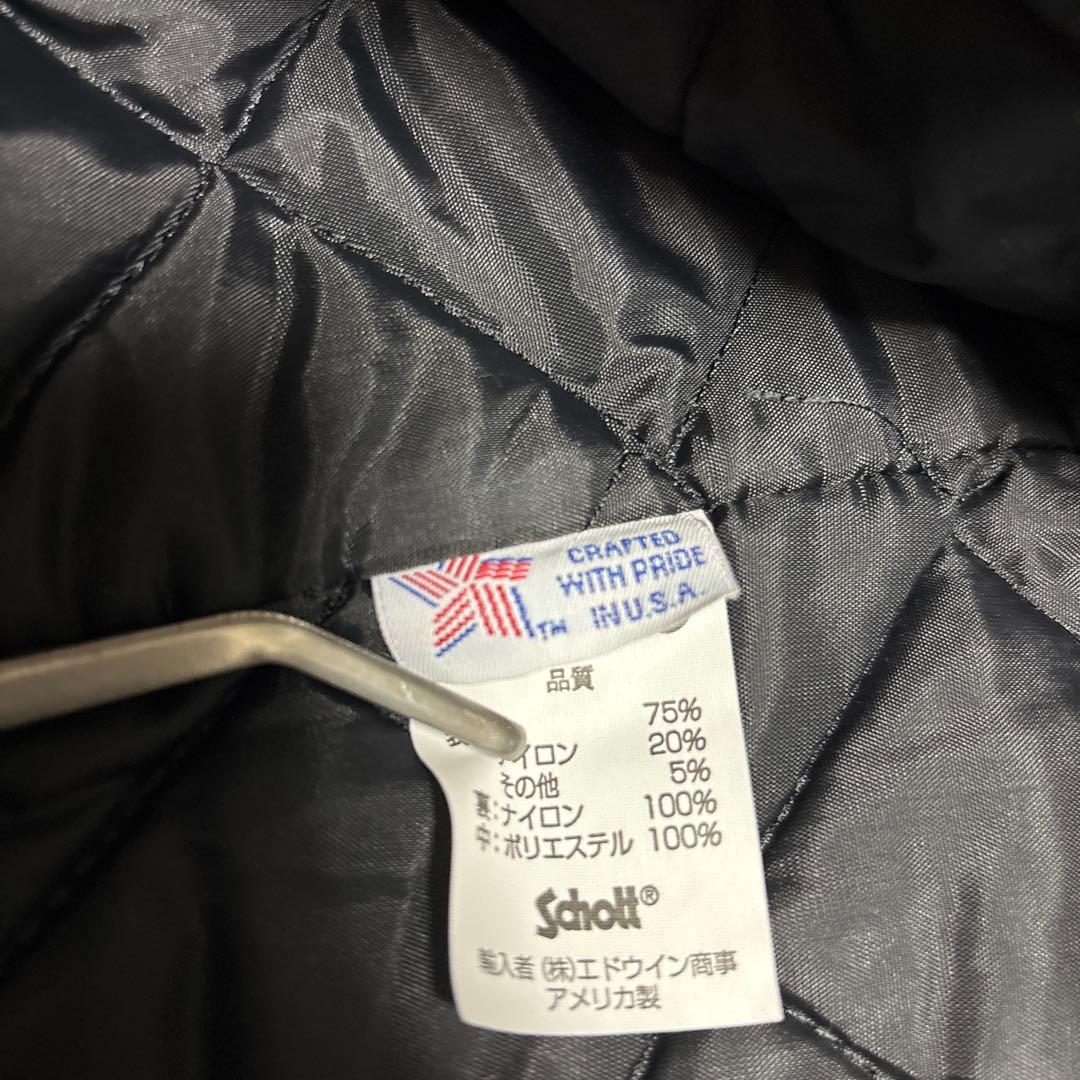 CRAFTED
WITH PRIDE
IN U.S.A.
TM
品質
75%
イロン 20%
その他 5%
裏:ナイロン 100%
中:ポリエステル 100%
Schott®
輸入者 (株)エドウイン商事
アメリカ製